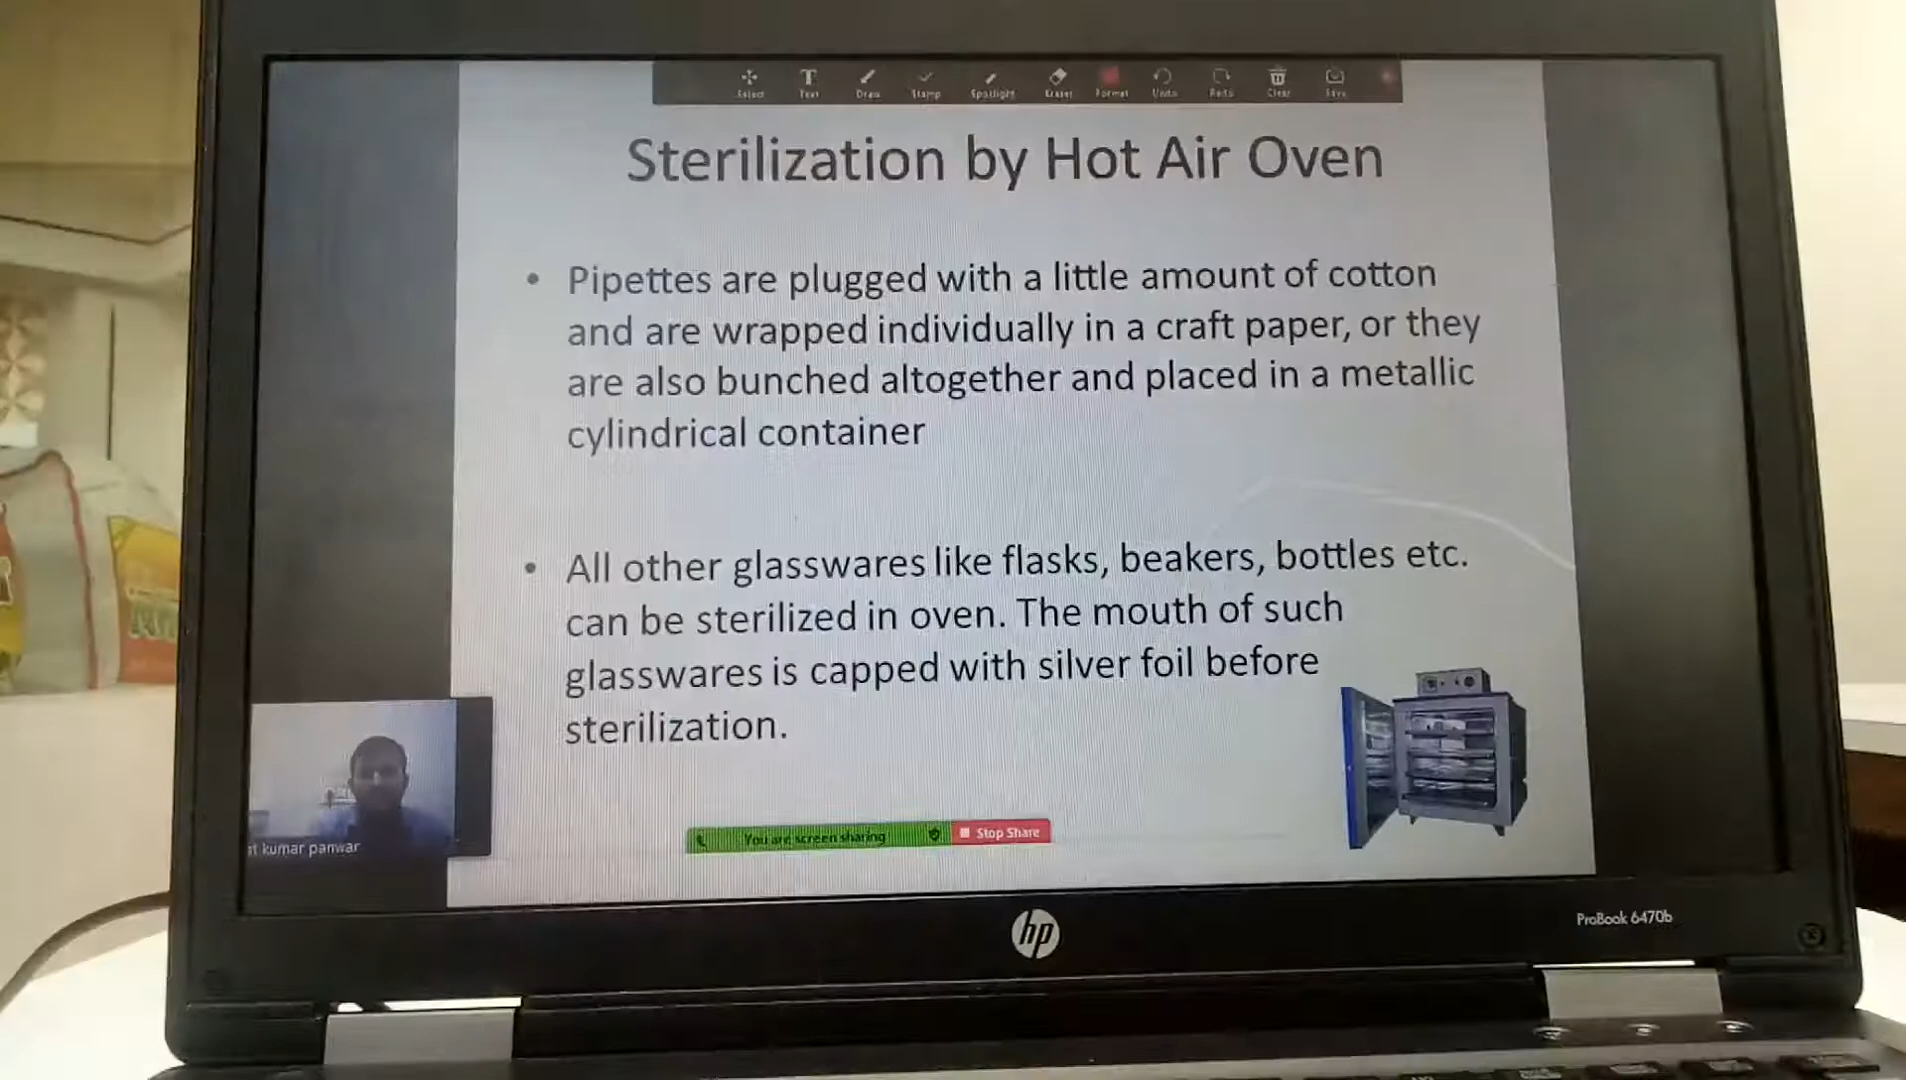 Select Text Draw Stamp Spotlight Eraser Format Undo Redo Clear Save
Sterilization by Hot Air Oven
• Pipettes are plugged with a little amount of cotton
and are wrapped individually in a craft paper, or they
are also bunched altogether and placed in a metallic
cylindrical container
• All other glasswares like flasks, beakers, bottles etc.
can be sterilized in oven. The mouth of such
glasswares is capped with silver foil before
sterilization.
t kumar panwar
You are screen sharing Stop Share
hp
ProBook 6470b